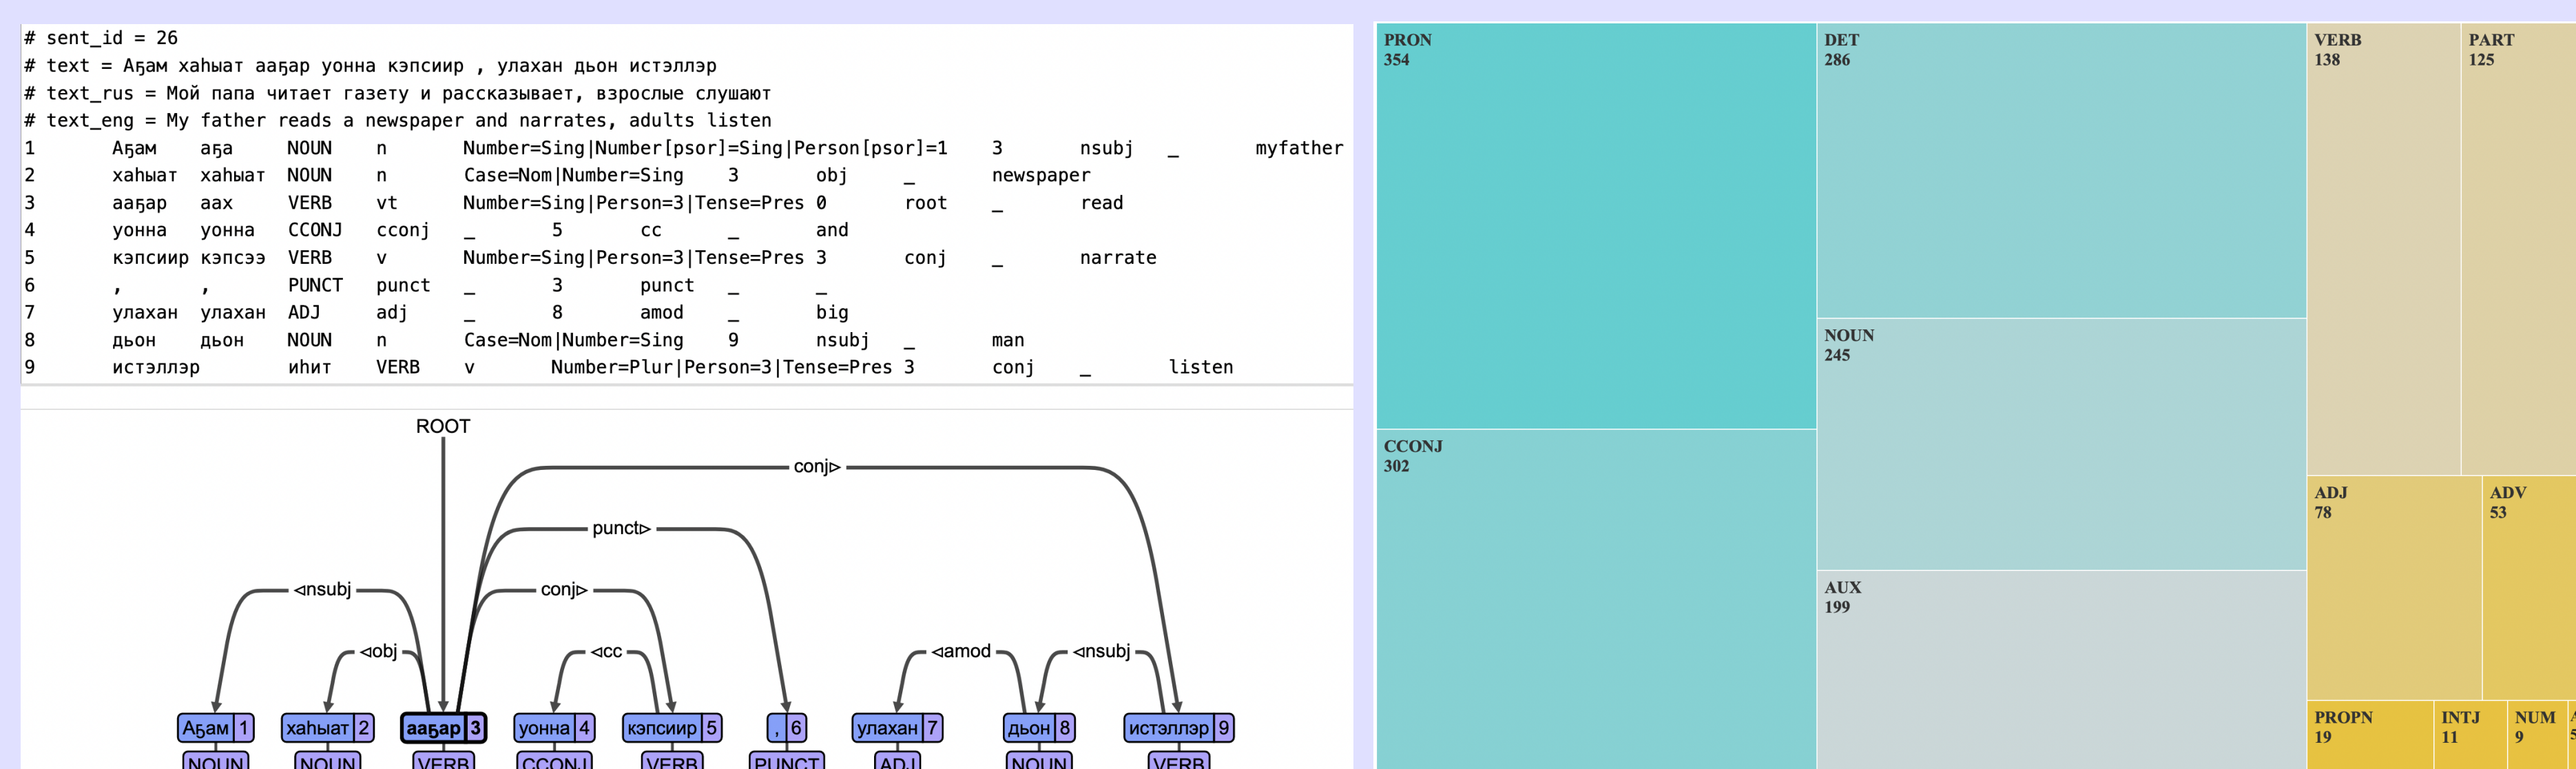 # sent_id = 26
# text = Аҕам хаһыат ааҕар уонна кэпсиир , улахан дьон истэллэр
# text_rus = Мой папа читает газету и рассказывает, взрослые слушают
# text_eng = My father reads a newspaper and narrates, adults listen
1 Аҕам аҕа NOUN n Number=Sing|Number[psor]=Sing|Person[psor]=1 3 nsubj _ myfather
2 хаһыат хаһыат NOUN n Case=Nom|Number=Sing 3 obj _ newspaper
3 ааҕар аах VERB vt Number=Sing|Person=3|Tense=Pres 0 root _ read
4 уонна уонна CCONJ cconj _ 5 cc _ and
5 кэпсиир кэпсээ VERB v Number=Sing|Person=3|Tense=Pres 3 conj _ narrate
6 , , PUNCT punct _ 3 punct _ _
7 улахан улахан ADJ adj _ 8 amod _ big
8 дьон дьон NOUN n Case=Nom|Number=Sing 9 nsubj _ man
9 истэллэр иһит VERB v Number=Plur|Person=3|Tense=Pres 3 conj _ listen
ROOT
conj▷
punct▷
◁nsubj conj▷
◁obj ◁cc ◁amod ◁nsubj
Аҕам 1 хаһыат 2 ааҕар 3 уонна 4 кэпсиир 5 , 6 улахан 7 дьон 8 истэллэр 9
NOUN NOUN VERB CCONJ VERB PUNCT ADJ NOUN VERB
PRON
354
CCONJ
302
DET
286
NOUN
245
AUX
199
VERB
138
PART
125
ADJ
78
ADV
53
PROPN
19
INTJ
11
NUM
9